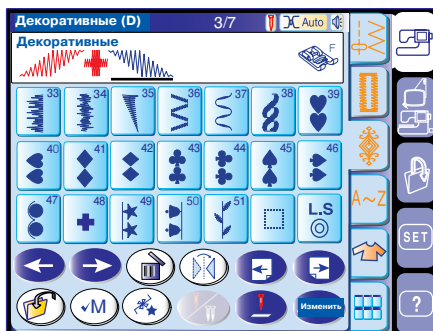 Декоративные (D) 3/7 Auto
Декоративные
F
33 34 35 36 37 38 39
40 41 42 43 44 45 46
47 48 49 50 51 L.S
A~Z
SET
√M Изменить ?